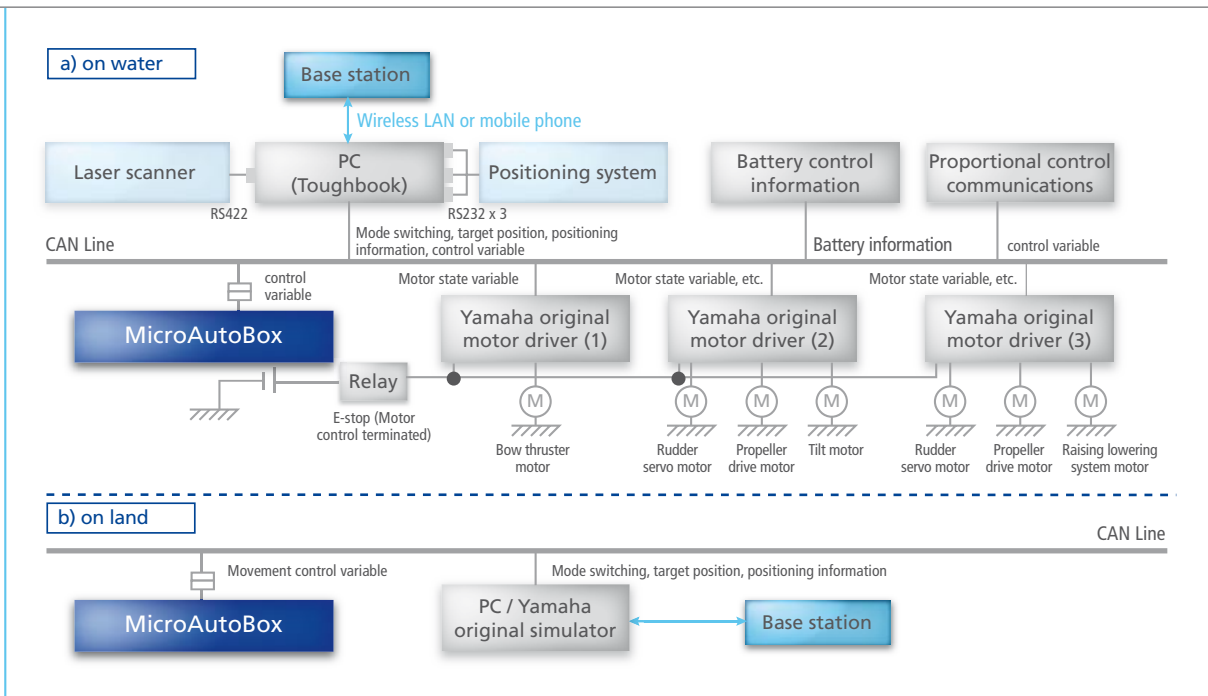 a) on water
Base station
Wireless LAN or mobile phone
Laser scanner
PC
(Toughbook)
Positioning system
Battery control
information
Proportional control
communications
RS422
RS232 x 3
CAN Line
Mode switching, target position, positioning
information, control variable
Battery information
control variable
control
variable
Motor state variable
Motor state variable, etc.
Motor state variable, etc.
MicroAutoBox
Yamaha original
motor driver (1)
Yamaha original
motor driver (2)
Yamaha original
motor driver (3)
Relay
E-stop (Motor
control terminated)
M
M
M
M
M
M
M
Bow thruster
motor
Rudder
servo motor
Propeller
drive motor
Tilt motor
Rudder
servo motor
Propeller
drive motor
Raising lowering
system motor
b) on land
CAN Line
Movement control variable
Mode switching, target position, positioning information
MicroAutoBox
PC / Yamaha
original simulator
Base station